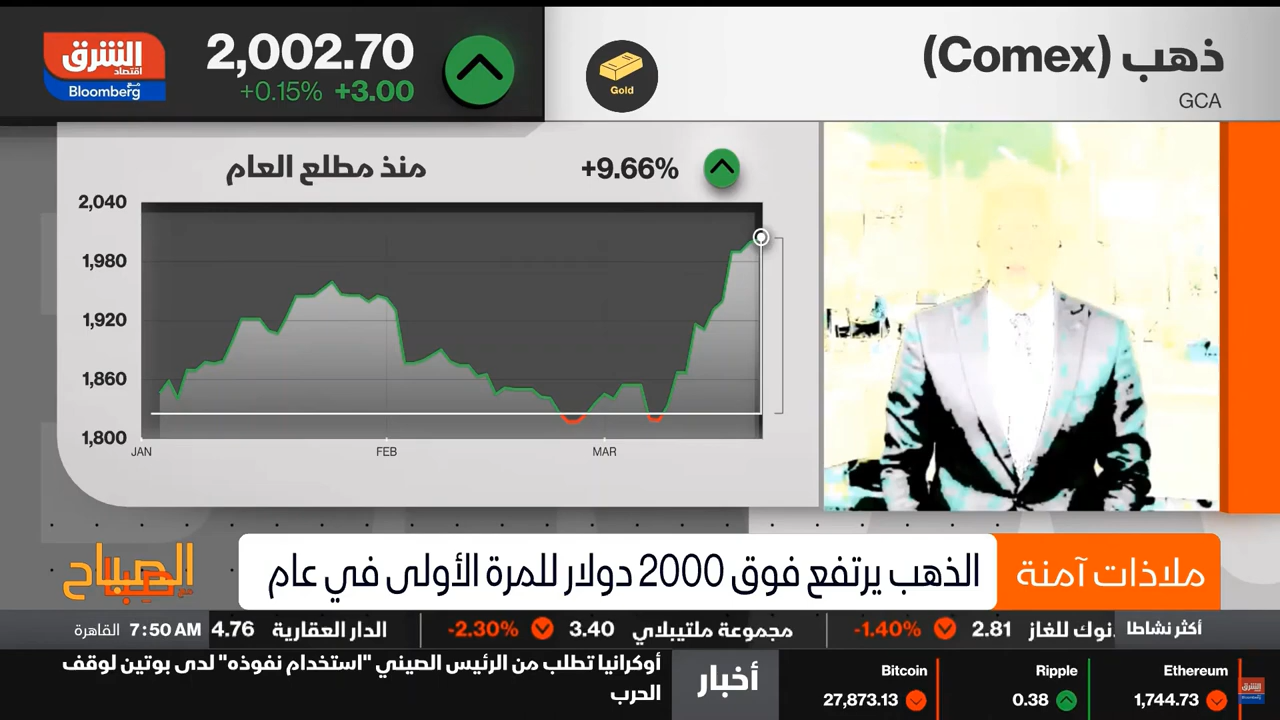 الشرق
اقتصاد
مع
Bloomberg
2,002.70
+0.15% +3.00
Gold
ذهب (Comex)
GCA
منذ مطلع العام
+9.66%
2,040
1,980
1,920
1,860
1,800
JAN
FEB
MAR
ملاذات آمنة
الذهب يرتفع فوق 2000 دولار للمرة الأولى في عام
الصباح
مع
صبا
أكثر نشاطا
نوك للغاز 2.81 -1.40%
مجموعة ملتيبلاي 3.40 -2.30%
الدار العقارية 4.76
7:50 AM القاهرة
أخبار
أوكرانيا تطلب من الرئيس الصيني "استخدام نفوذه" لدى بوتين لوقف
الحرب
Bitcoin
27,873.13
Ripple
0.38
Ethereum
1,744.73
الشرق
Bloomberg